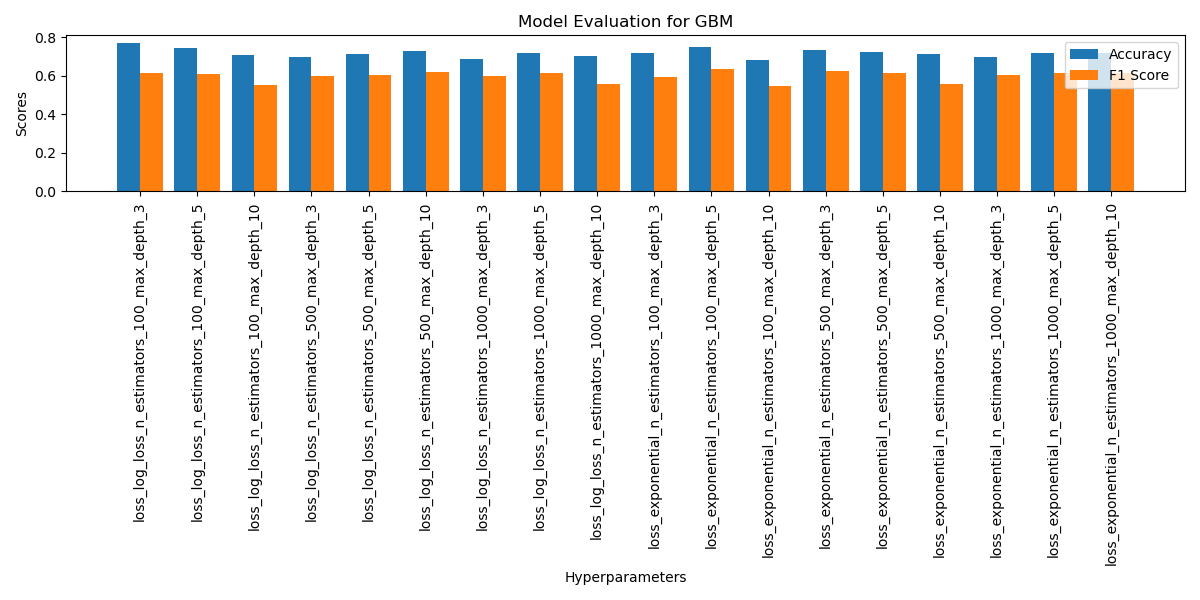 Model Evaluation for GBM
Scores
0.8
0.6
0.4
0.2
0.0
Accuracy
F1 Score
loss_log_loss_n_estimators_100_max_depth_3
loss_log_loss_n_estimators_100_max_depth_5
loss_log_loss_n_estimators_100_max_depth_10
loss_log_loss_n_estimators_500_max_depth_3
loss_log_loss_n_estimators_500_max_depth_5
loss_log_loss_n_estimators_500_max_depth_10
loss_log_loss_n_estimators_1000_max_depth_3
loss_log_loss_n_estimators_1000_max_depth_5
loss_log_loss_n_estimators_1000_max_depth_10
loss_exponential_n_estimators_100_max_depth_3
loss_exponential_n_estimators_100_max_depth_5
loss_exponential_n_estimators_100_max_depth_10
loss_exponential_n_estimators_500_max_depth_3
loss_exponential_n_estimators_500_max_depth_5
loss_exponential_n_estimators_500_max_depth_10
loss_exponential_n_estimators_1000_max_depth_3
loss_exponential_n_estimators_1000_max_depth_5
loss_exponential_n_estimators_1000_max_depth_10
Hyperparameters